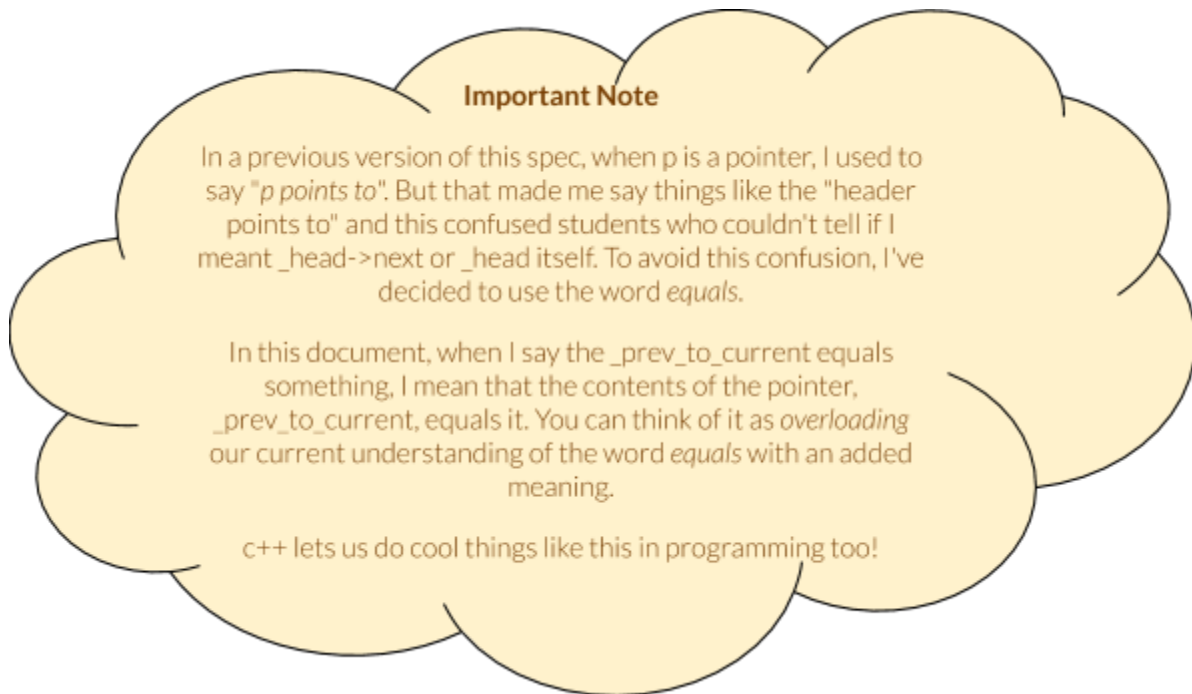 Important Note
In a previous version of this spec, when p is a pointer, I used to
say "p points to". But that made me say things like the "header
points to" and this confused students who couldn't tell if I
meant _head->next or _head itself. To avoid this confusion, I've
decided to use the word equals.
In this document, when I say the _prev_to_current equals
something, I mean that the contents of the pointer,
_prev_to_current, equals it. You can think of it as overloading
our current understanding of the word equals with an added
meaning.
c++ lets us do cool things like this in programming too!